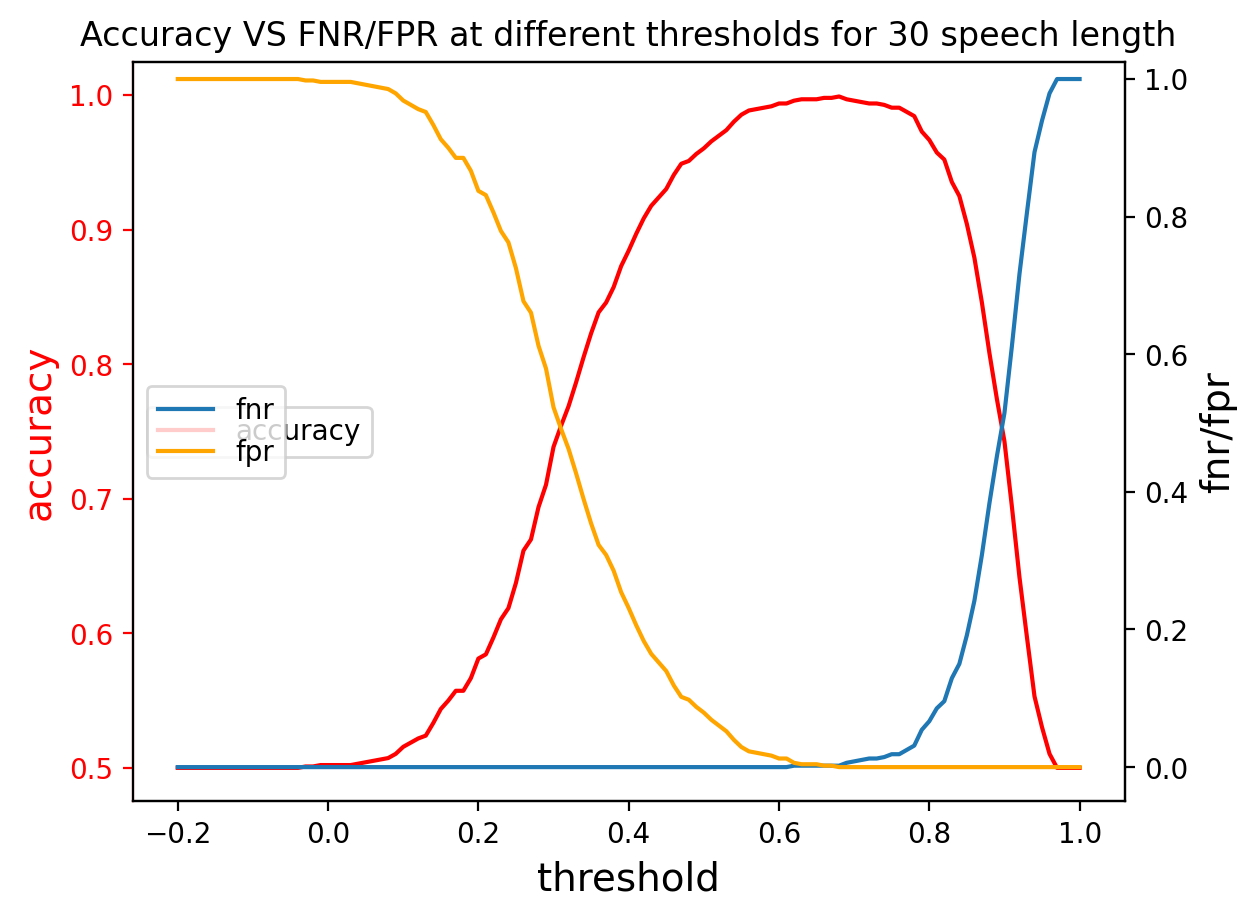 Accuracy VS FNR/FPR at different thresholds for 30 speech length
accuracy
1.0
0.9
0.8
0.7
0.6
0.5
fnr
accuracy
fpr
1.0
0.8
0.6
0.4
0.2
0.0
fnr/fpr
−0.2 0.0 0.2 0.4 0.6 0.8 1.0
threshold